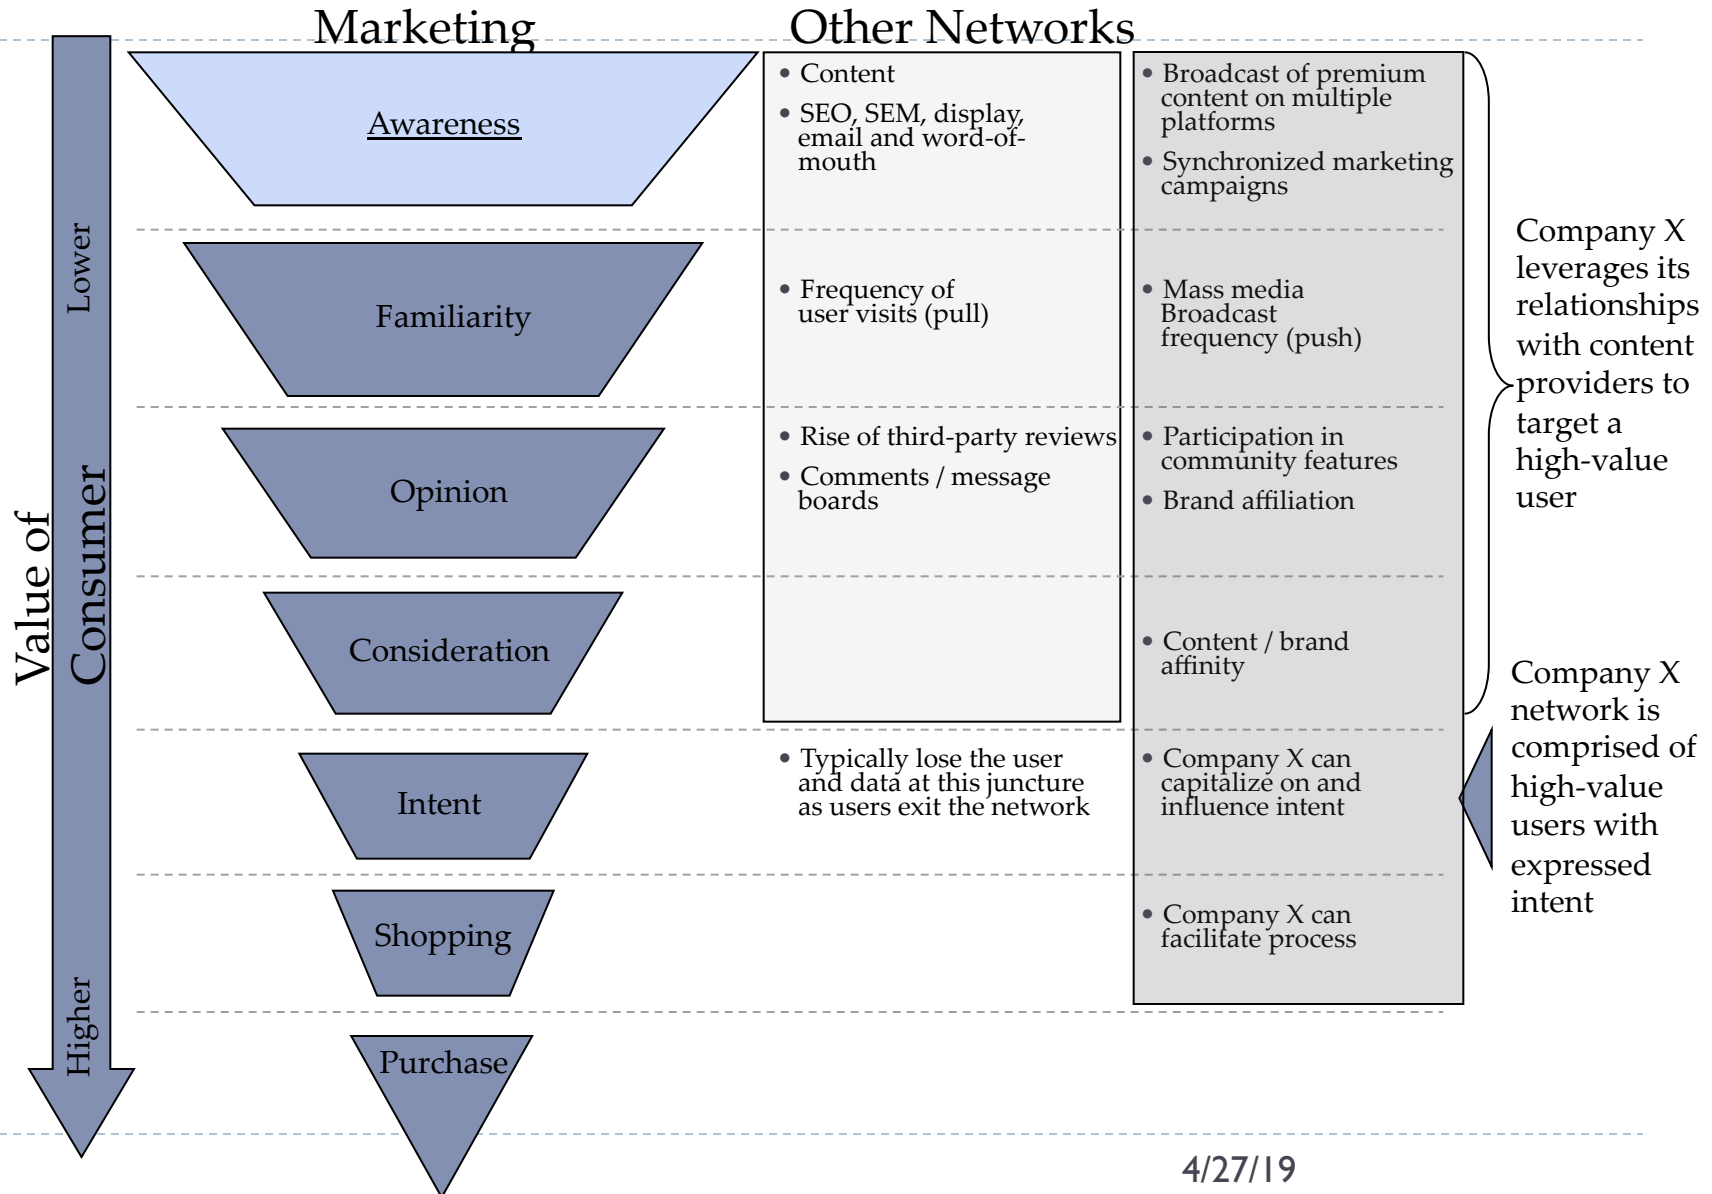 Marketing
Other Networks
Value of
Consumer
Lower
Higher
Awareness
• Content
• SEO, SEM, display,
email and word-of-
mouth
• Broadcast of premium
content on multiple
platforms
• Synchronized marketing
campaigns
Familiarity
• Frequency of
user visits (pull)
• Mass media
Broadcast
frequency (push)
Opinion
• Rise of third-party reviews
• Comments / message
boards
• Participation in
community features
• Brand affiliation
Consideration
• Content / brand
affinity
Company X
leverages its
relationships
with content
providers to
target a
high-value
user
Intent
• Typically lose the user
and data at this juncture
as users exit the network
• Company X can
capitalize on and
influence intent
Shopping
• Company X can
facilitate process
Company X
network is
comprised of
high-value
users with
expressed
intent
Purchase
4/27/19